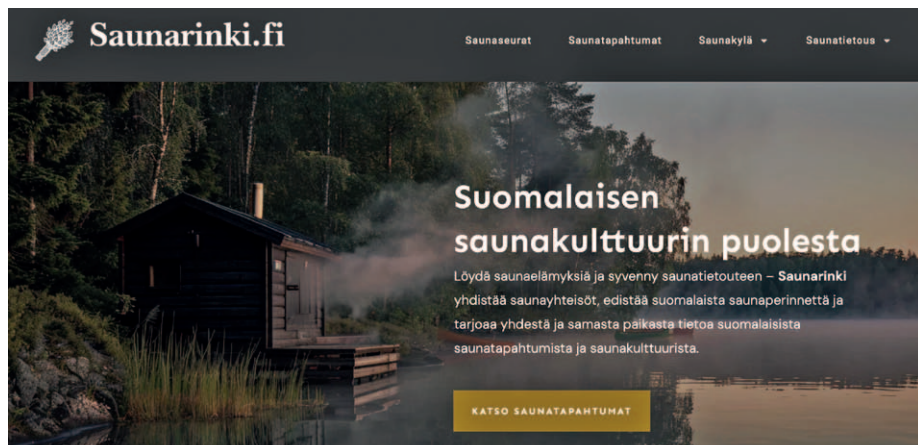 Saunarinki.fi
Saunaseurat Saunatapahtumat Saunakylä Saunatietous
Suomalaisen
saunakulttuurin puolesta
Löydä saunaelämyksiä ja syvenny saunatietouteen – Saunarinki
yhdistää saunayhteisöt, edistää suomalaista saunaperinnettä ja
tarjoaa yhdestä ja samasta paikasta tietoa suomalaisista
saunatapahtumista ja saunakulttuurista.
KATSO SAUNATAPAHTUMAT